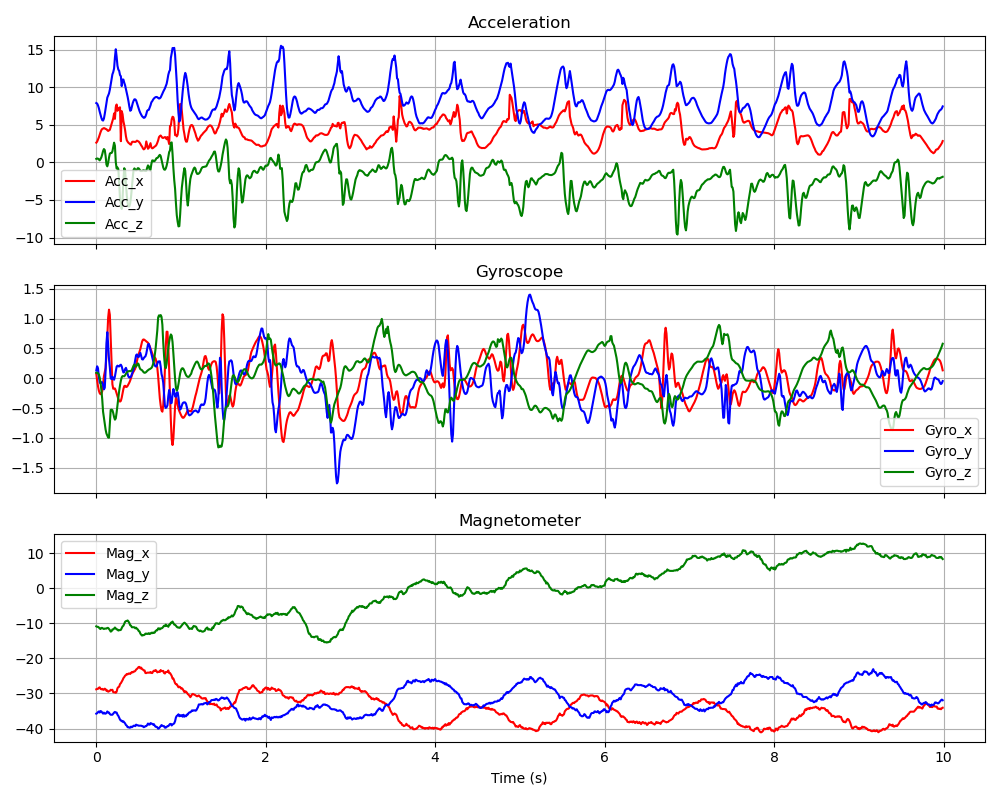 Acceleration
15
10
5
0
−5
−10
Acc_x
Acc_y
Acc_z
Gyroscope
1.5
1.0
0.5
0.0
−0.5
−1.0
−1.5
Gyro_x
Gyro_y
Gyro_z
Magnetometer
10
0
−10
−20
−30
−40
Mag_x
Mag_y
Mag_z
0 2 4 6 8 10
Time (s)